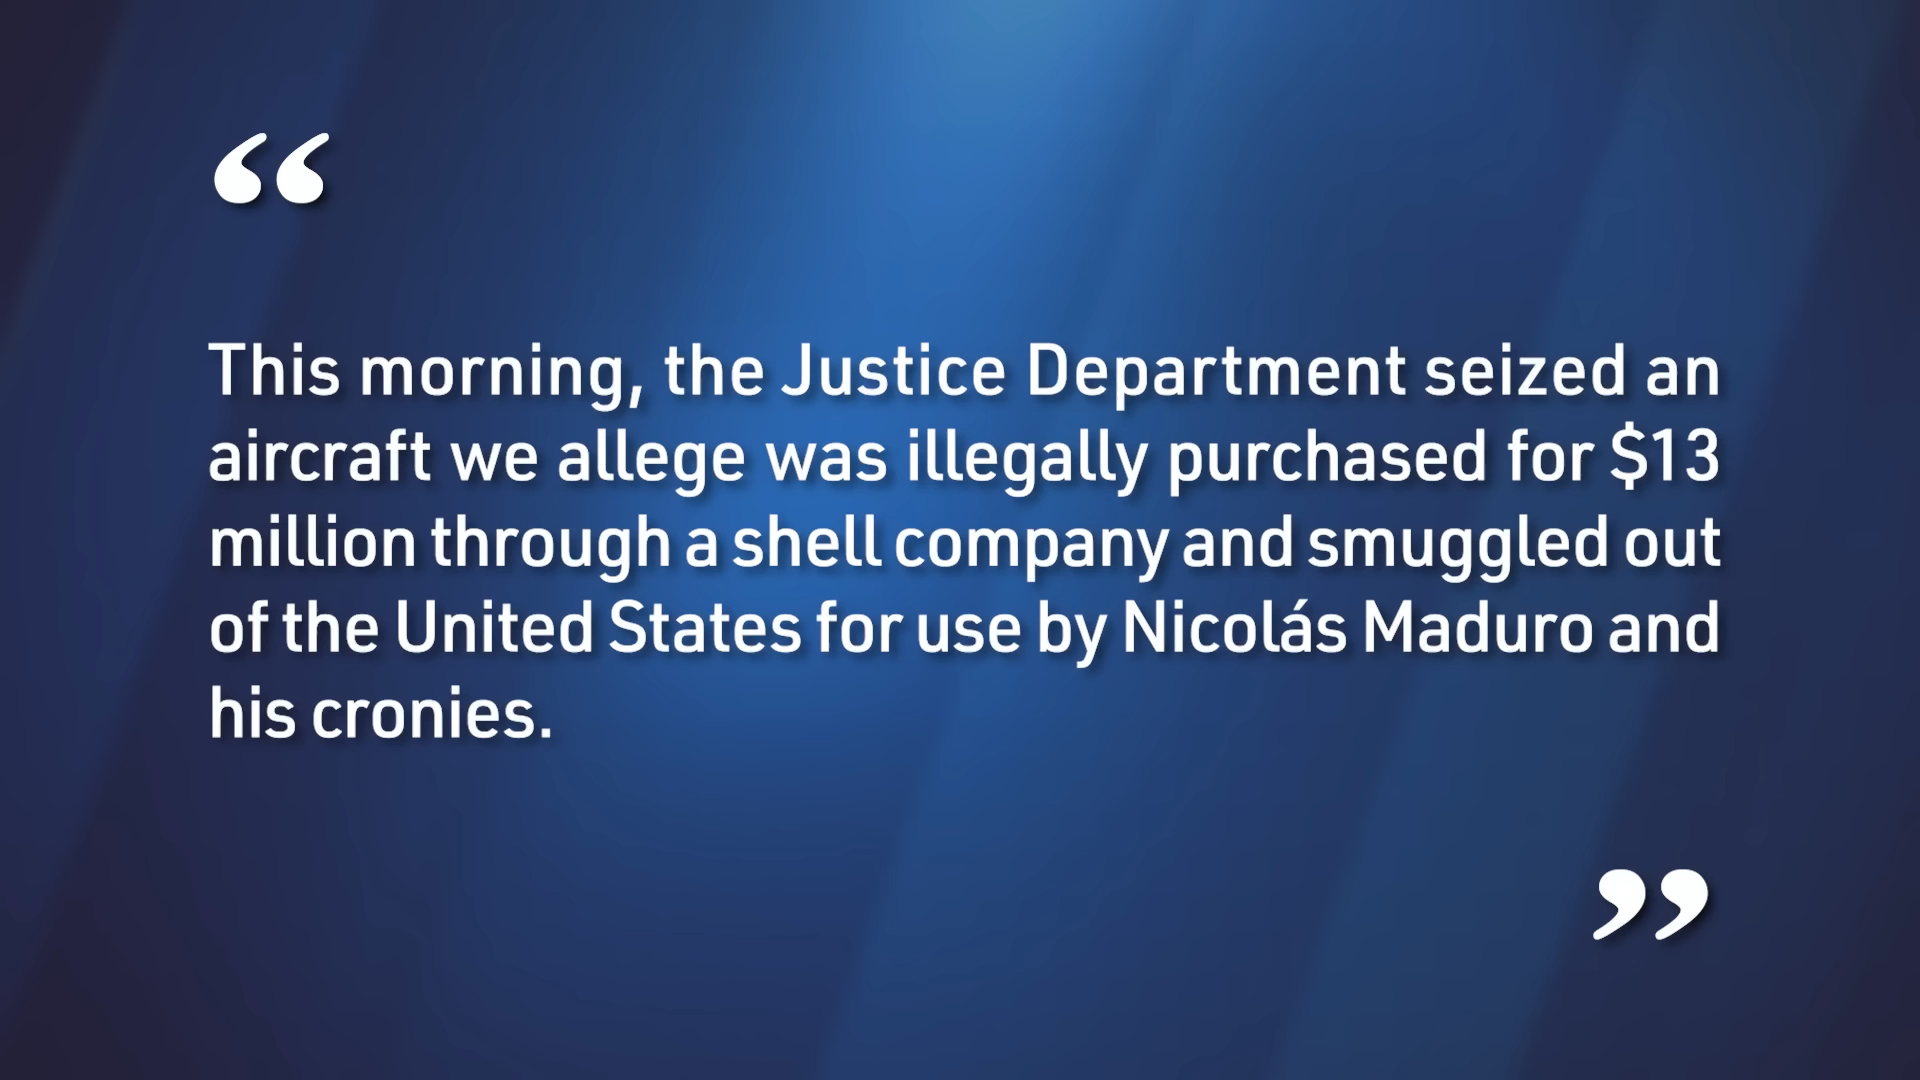 “
This morning, the Justice Department seized an
aircraft we allege was illegally purchased for $13
million through a shell company and smuggled out
of the United States for use by Nicolás Maduro and
his cronies.
”